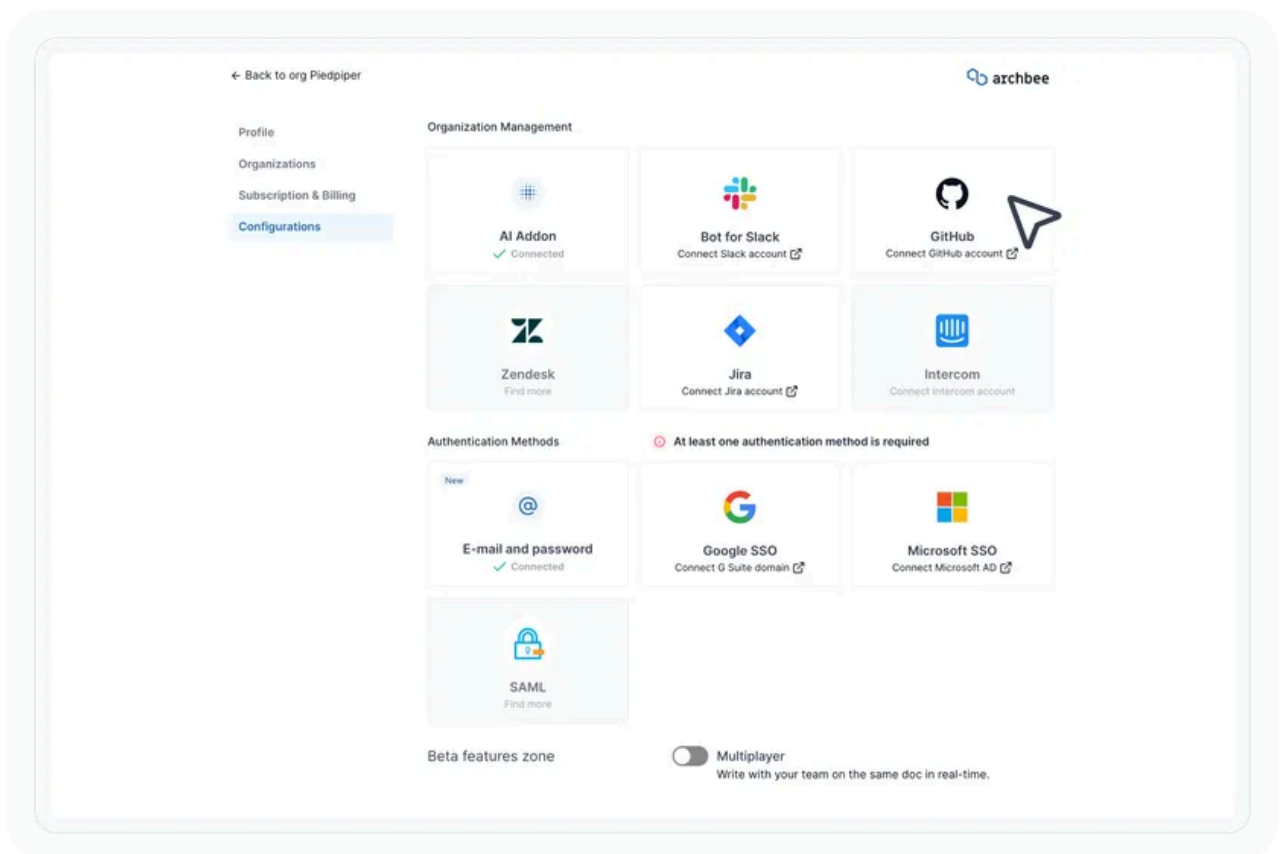 ← Back to org Piedpiper
archbee
Profile
Organizations
Subscription & Billing
Configurations
Organization Management
AI Addon
Connected
Bot for Slack
Connect Slack account
GitHub
Connect GitHub account
Zendesk
Find more
Jira
Connect Jira account
Intercom
Connect Intercom account
Authentication Methods
At least one authentication method is required
New
E-mail and password
Connected
Google SSO
Connect G Suite domain
Microsoft SSO
Connect Microsoft AD
SAML
Find more
Beta features zone
Multiplayer
Write with your team on the same doc in real-time.